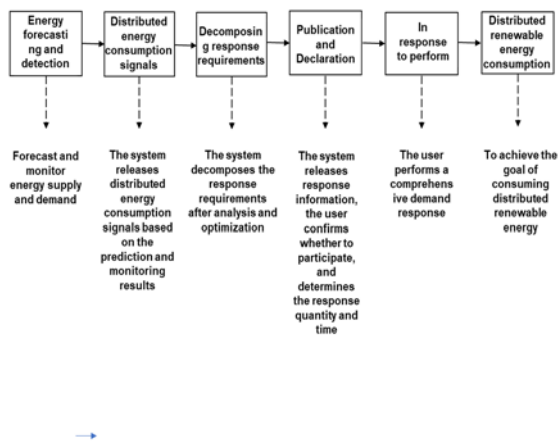 Energy
forecasti
ng and
detection
Distributed
energy
consumption
signals
Decomposin
g response
requirements
Publication
and
Declaration
In
response
to perform
Distributed
renewable
energy
consumption
Forecast and
monitor
energy supply
and demand
The system
releases
distributed
energy
consumption
signals based
on the
prediction and
monitoring
results
The system
decomposes the
response
requirements
after analysis and
optimization
The system
releases
response
information,
the user
confirms
whether to
participate,
and
determines
the response
quantity and
time
The user
performs a
comprehens
ive demand
response
To achieve the
goal of
consuming
distributed
renewable
energy